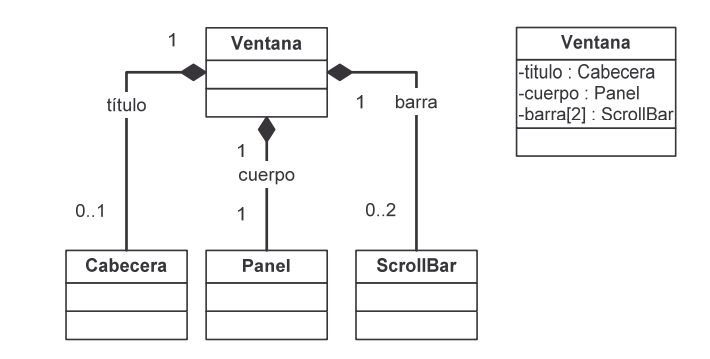 1
Ventana
título
1
barra
1
cuerpo
0..1
1
0..2
Cabecera
Panel
ScrollBar
Ventana
-titulo : Cabecera
-cuerpo : Panel
-barra[2] : ScrollBar